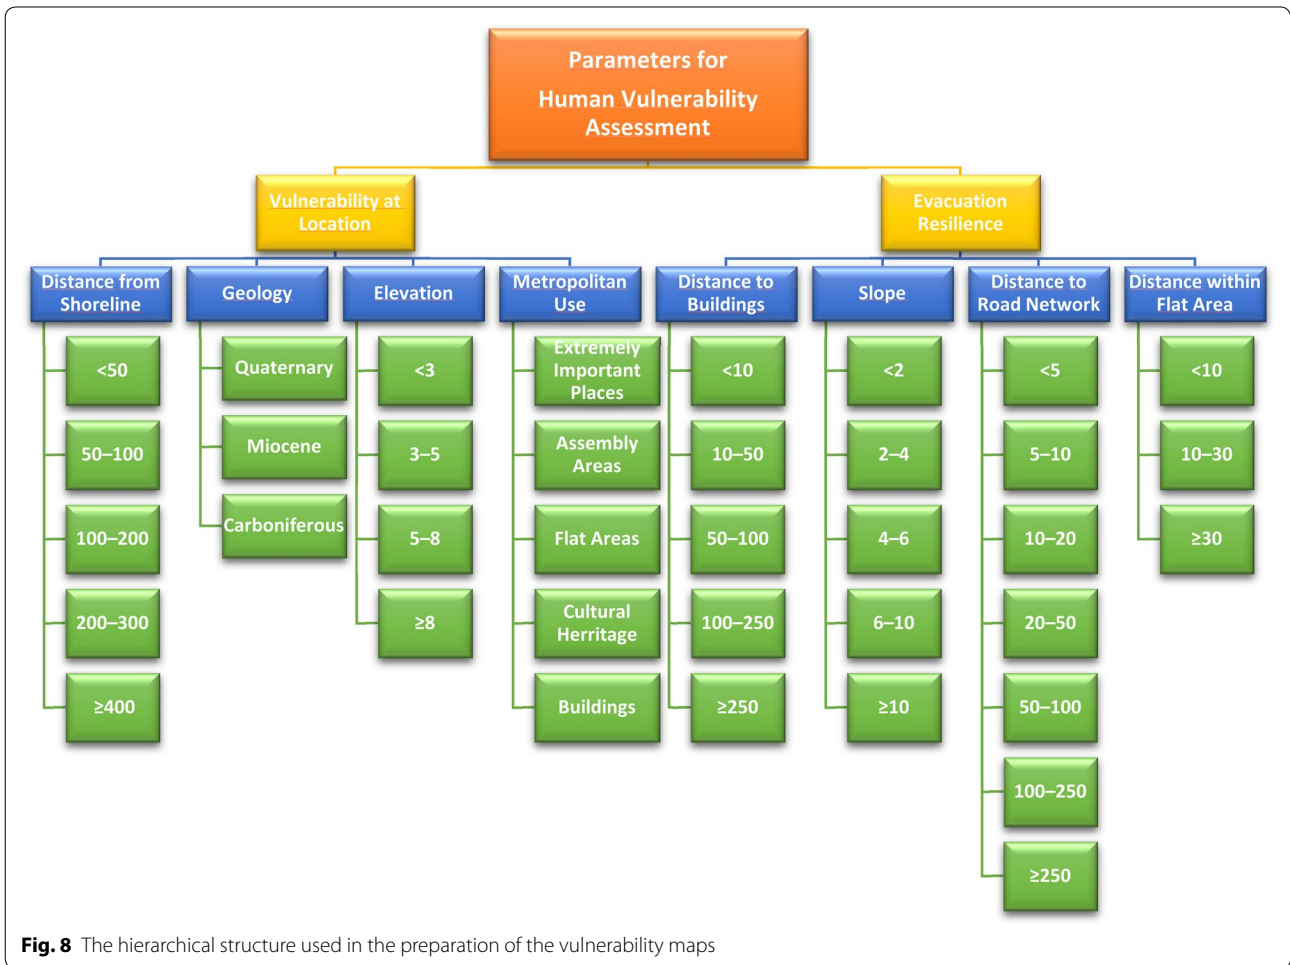 Parameters for
Human Vulnerability
Assessment
Vulnerability at
Location
Evacuation
Resilience
Distance from
Shoreline
Geology
Elevation
Metropolitan
Use
Distance to
Buildings
Slope
Distance to
Road Network
Distance within
Flat Area
<50
50–100
100–200
200–300
≥400
Quaternary
Miocene
Carboniferous
<3
3–5
5–8
≥8
Extremely
Important
Places
Assembly
Areas
Flat Areas
Cultural
Herritage
Buildings
<10
10–50
50–100
100–250
≥250
<2
2–4
4–6
6–10
≥10
<5
5–10
10–20
20–50
50–100
100–250
≥250
<10
10–30
≥30
Fig. 8 The hierarchical structure used in the preparation of the vulnerability maps